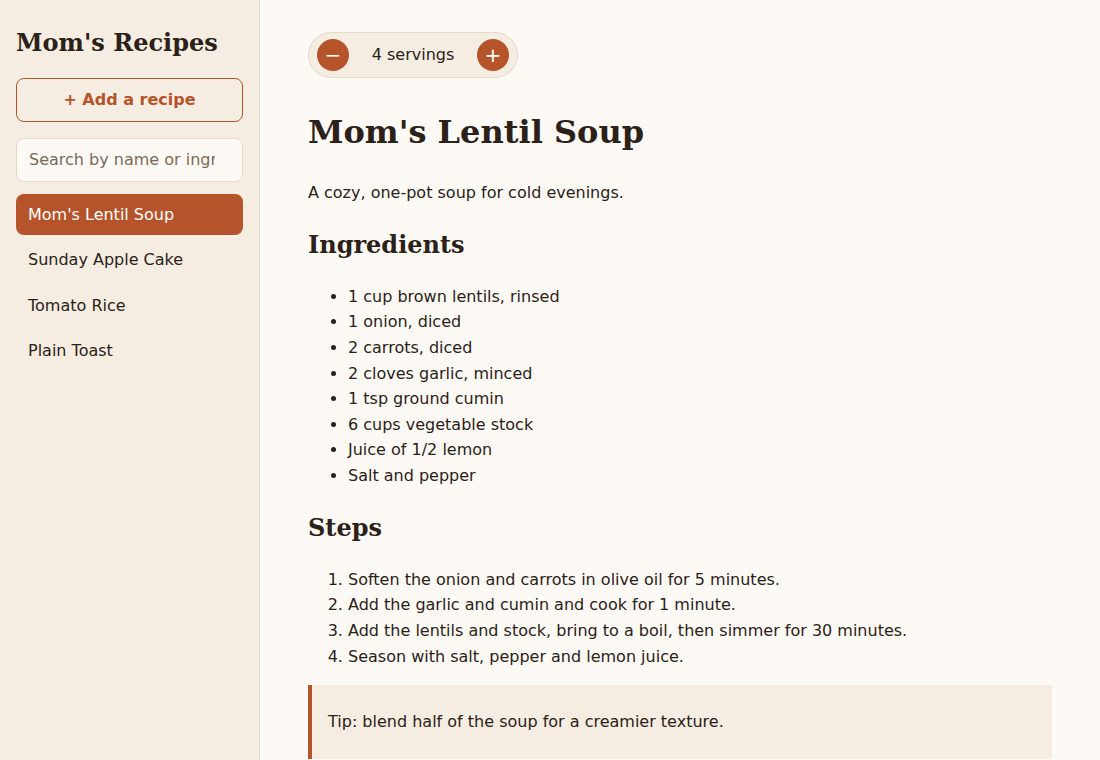 Mom's Recipes
+ Add a recipe
Search by name or ingr
Mom's Lentil Soup
Sunday Apple Cake
Tomato Rice
Plain Toast
− 4 servings +
Mom's Lentil Soup
A cozy, one-pot soup for cold evenings.
Ingredients
• 1 cup brown lentils, rinsed
• 1 onion, diced
• 2 carrots, diced
• 2 cloves garlic, minced
• 1 tsp ground cumin
• 6 cups vegetable stock
• Juice of 1/2 lemon
• Salt and pepper
Steps
1. Soften the onion and carrots in olive oil for 5 minutes.
2. Add the garlic and cumin and cook for 1 minute.
3. Add the lentils and stock, bring to a boil, then simmer for 30 minutes.
4. Season with salt, pepper and lemon juice.
Tip: blend half of the soup for a creamier texture.